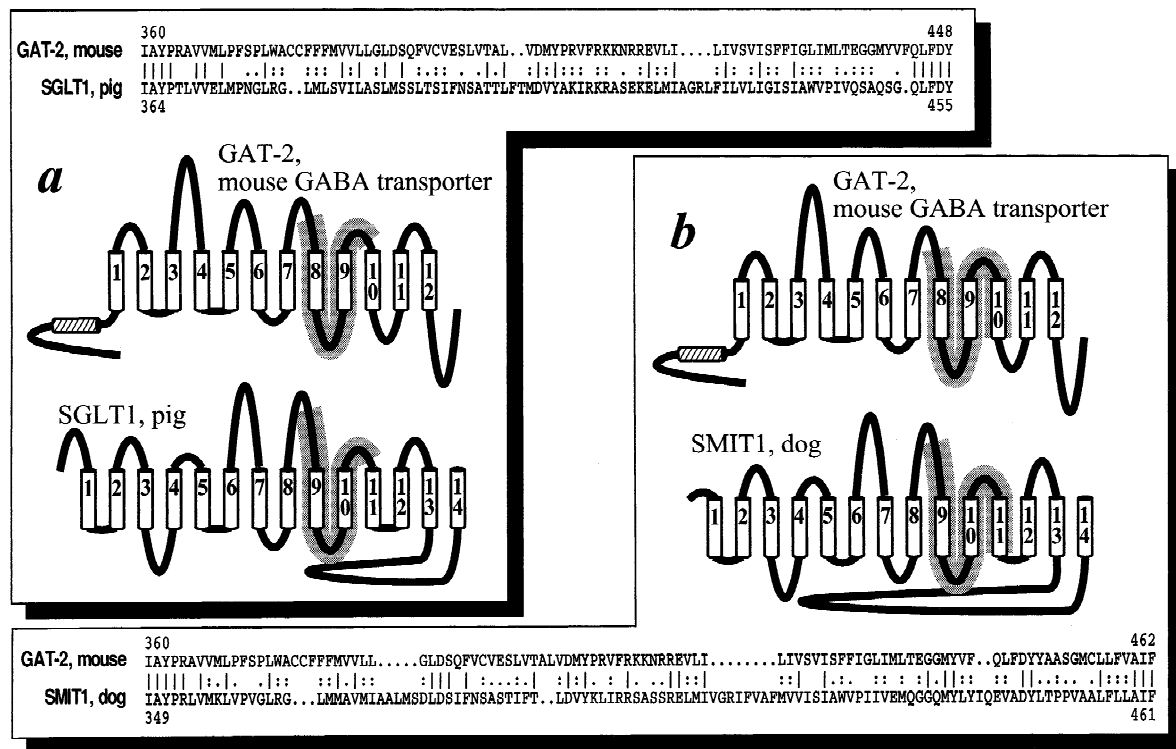 360 448
GAT-2, mouse IAYPRAVVMLPFSPLWACCFFFMVVLLGLDSQFVCVESLVTAL..VDMYPRVFRKKNRREVLI....LIVSVISFFIGLIMLTEGGMYVFQLFDY
SGLT1, pig IAYPTLVVELMPNGLRG..LMLSVILASLMSSLTSIFNSATTLFTMDVYAKIRKRASEKELMIAGRLFILVLIGISIAWVPIVQSAQSG.QLFDY
364 455
a
GAT-2,
mouse GABA transporter
1 2 3 4 5 6 7 8 9 10 11 12
SGLT1, pig
1 2 3 4 5 6 7 8 9 10 11 12 13 14
b
GAT-2,
mouse GABA transporter
1 2 3 4 5 6 7 8 9 10 11 12
SMIT1, dog
1 2 3 4 5 6 7 8 9 10 11 12 13 14
360 462
GAT-2, mouse IAYPRAVVMLPFSPLWACCFFFMVVLL.....GLDSQFVCVESLVTALVDMYPRVFRKKNRREVLI........LIVSVISFFIGLIMLTEGGMYVF..QLFDYYAASGMCLLFVAIF
SMIT1, dog IAYPRLVMKLVPVGLRG...LMMAVMIAALMSDLDSIFNSASTIFT..LDVYKLIRRSASSRELMIVGRIFVAFMVVISIAWVPIIVEMQGGQMYLYIQEVADYLTPPVAALFLLAIF
349 461